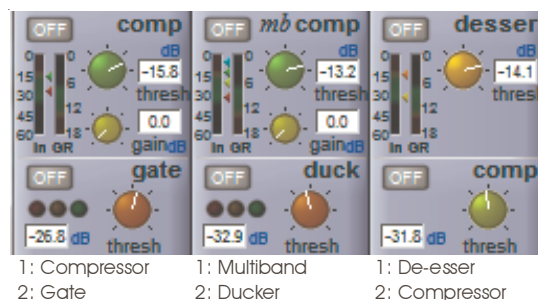 OFF comp OFF mb comp OFF desser
0 0 dB 0 0 dB 0 0 dB
15 6 -15.8 15 6 -13.2 15 6 -14.1
30 thresh 30 thresh 30 thresh
45 12 0.0 45 12 0.0 45 12
60 18 60 18 60 18
In GR gain dB In GR gain dB In GR
OFF gate OFF duck OFF comp
-26.8 dB thresh -32.9 dB thresh -31.8 dB thresh
1: Compressor 1: Multiband 1: De-esser
2: Gate 2: Ducker 2: Compressor